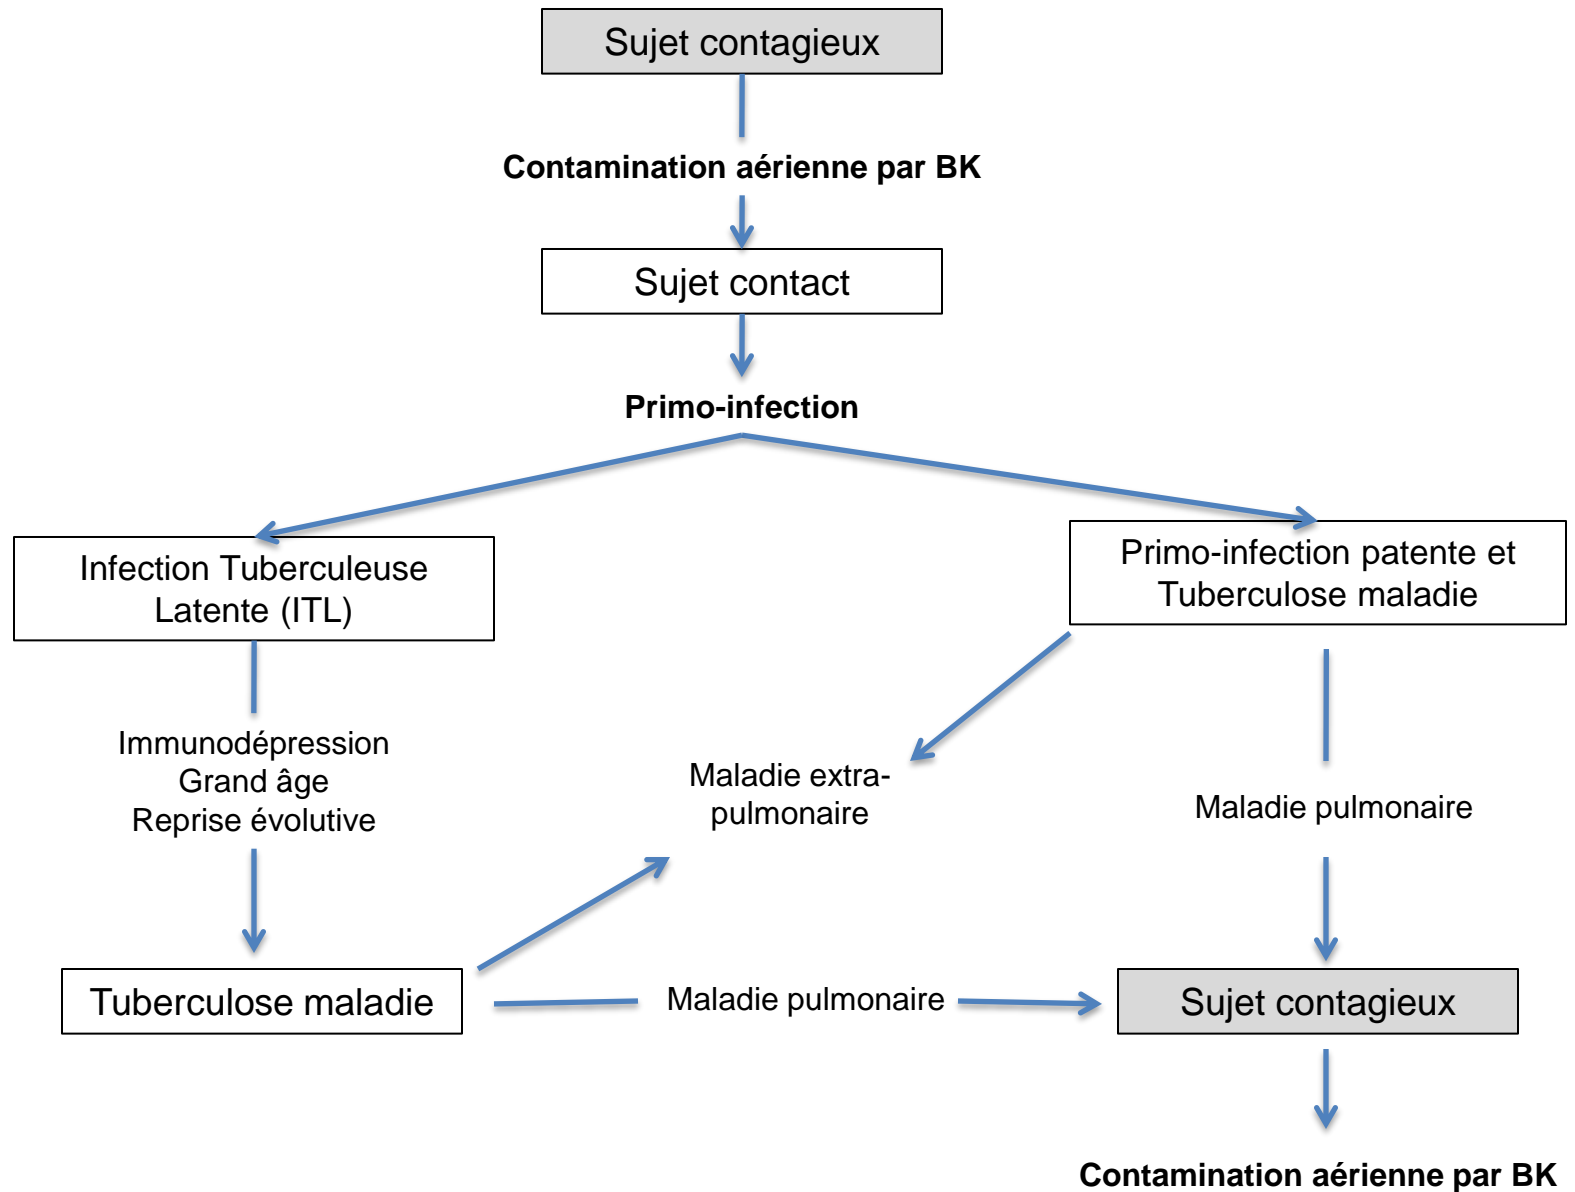 Sujet contagieux
Contamination aérienne par BK
Sujet contact
Primo-infection
Infection Tuberculeuse
Latente (ITL)
Primo-infection patente et
Tuberculose maladie
Immunodépression
Grand âge
Reprise évolutive
Maladie extra-
pulmonaire
Maladie pulmonaire
Tuberculose maladie
Maladie pulmonaire
Sujet contagieux
Contamination aérienne par BK